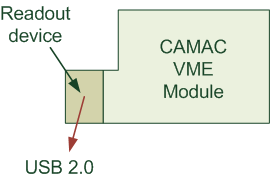 Readout
device
CAMAC
VME
Module
USB 2.0